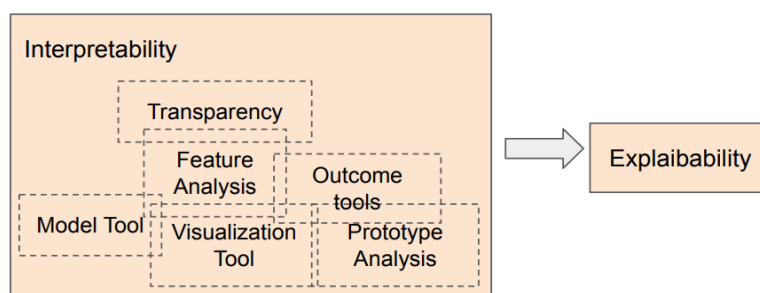 Interpretability
Transparency
Feature
Analysis
Outcome
tools
Model Tool
Visualization
Tool
Prototype
Analysis
Explaibability